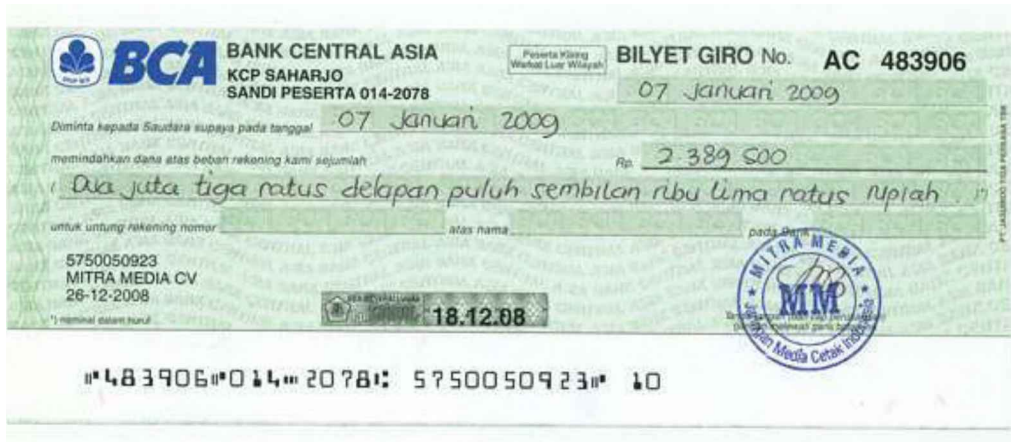 BCA BANK CENTRAL ASIA
KCP SAHARJO
SANDI PESERTA 014-2078
Peserta Kliring
Warkat Luar Wilayah
BILYET GIRO No. AC 483906
07 Januari 2009
Diminta kepada Saudara supaya pada tanggal 07 Januari 2009
memindahkan dana atas beban rekening kami sejumlah Rp. 2 389 500
Dua juta tiga ratus delapan puluh sembilan ribu lima ratus rupiah
untuk untung rekening nomor atas nama pada Bank
5750050923
MITRA MEDIA CV
26-12-2008
18.12.08
*) nominal dalam huruf
MITRA MEDIA
MM
Jaringan Media Cetak Indonesia
483906 014 2078 5750050923 10